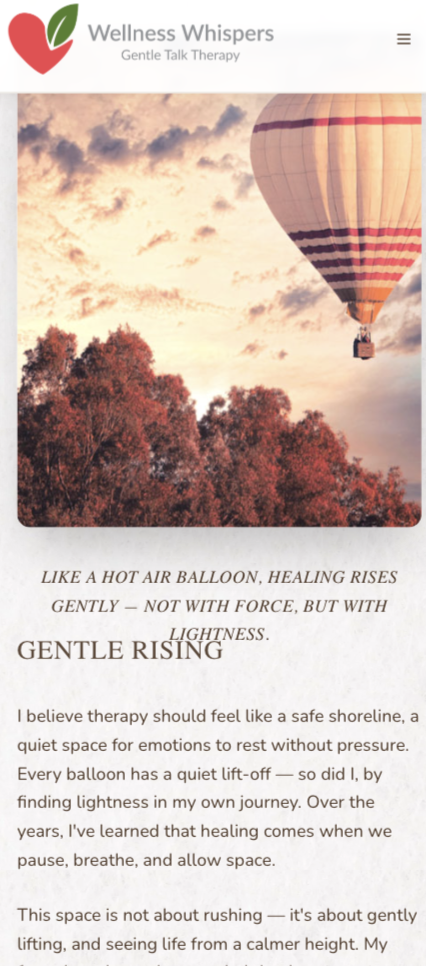 Wellness Whispers
Gentle Talk Therapy
LIKE A HOT AIR BALLOON, HEALING RISES
GENTLY — NOT WITH FORCE, BUT WITH
LIGHTNESS.
GENTLE RISING
I believe therapy should feel like a safe shoreline, a
quiet space for emotions to rest without pressure.
Every balloon has a quiet lift-off — so did I, by
finding lightness in my own journey. Over the
years, I've learned that healing comes when we
pause, breathe, and allow space.
This space is not about rushing — it's about gently
lifting, and seeing life from a calmer height. My